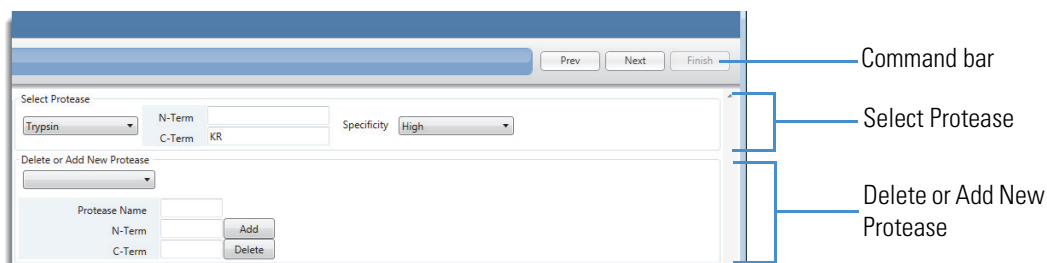 Prev Next Finish
Command bar
Select Protease
Trypsin N-Term Specificity High
C-Term KR
Select Protease
Delete or Add New Protease
Protease Name
N-Term Add
C-Term Delete
Delete or Add New
Protease